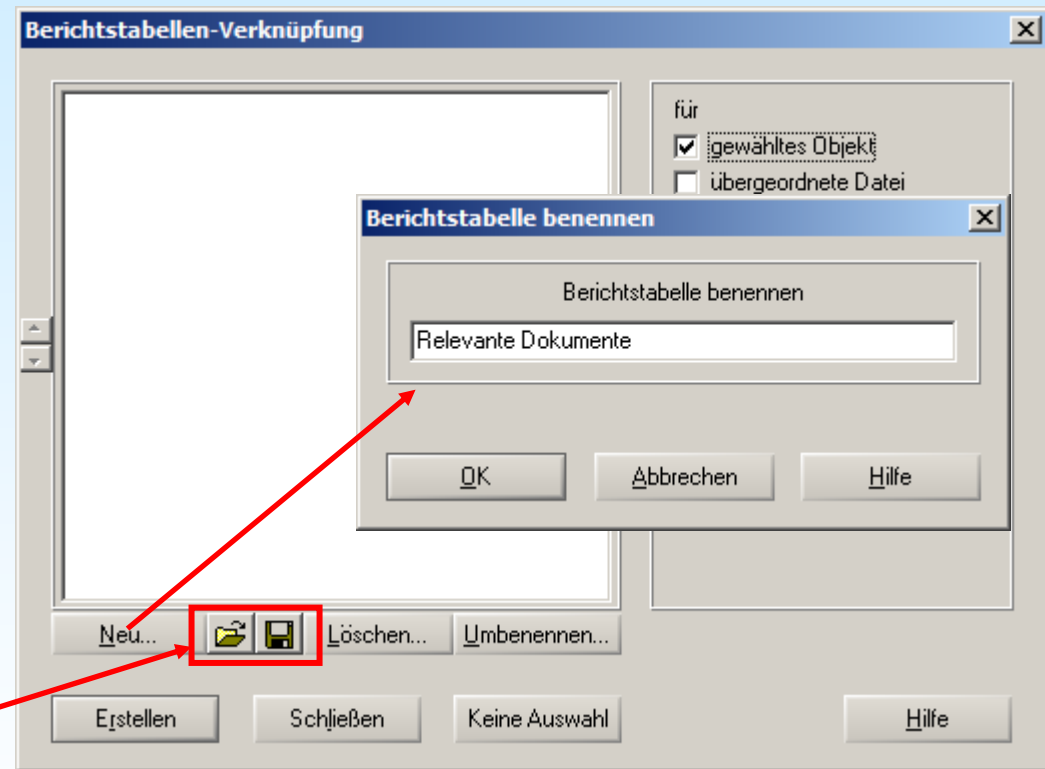 Berichtstabellen-Verknüpfung
für
gewähltes Objekt
übergeordnete Datei
Berichtstabelle benennen
Berichtstabelle benennen
Relevante Dokumente
OK
Abbrechen
Hilfe
Neu...
Löschen...
Umbenennen...
Erstellen
Schließen
Keine Auswahl
Hilfe